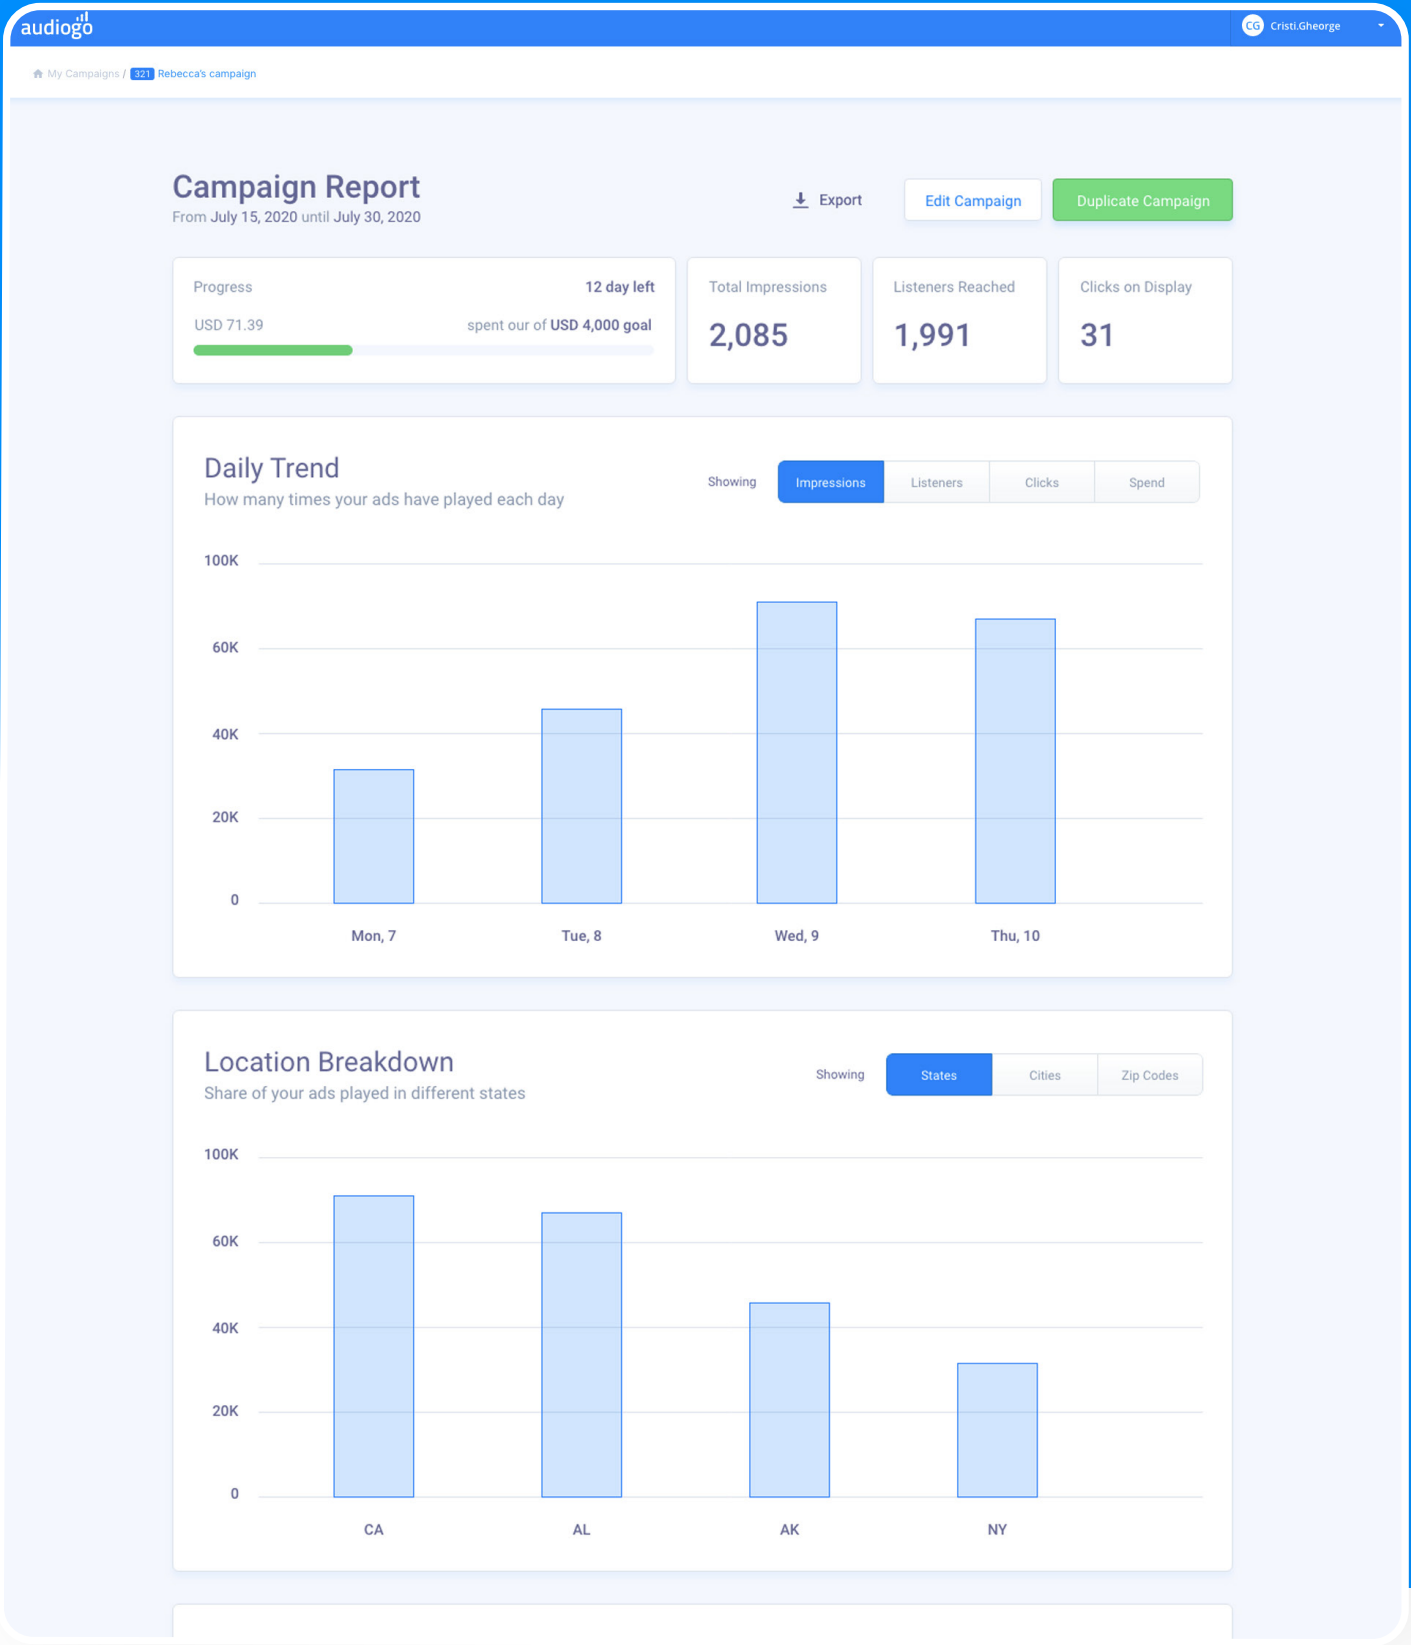 audiogo
CG Cristi.Gheorge
My Campaigns / 321 Rebecca's campaign
Campaign Report
From July 15, 2020 until July 30, 2020
Export
Edit Campaign
Duplicate Campaign
Progress
12 day left
USD 71.39
spent our of USD 4,000 goal
Total Impressions
2,085
Listeners Reached
1,991
Clicks on Display
31
Daily Trend
How many times your ads have played each day
Showing
Impressions
Listeners
Clicks
Spend
100K
60K
40K
20K
0
Mon, 7
Tue, 8
Wed, 9
Thu, 10
Location Breakdown
Share of your ads played in different states
Showing
States
Cities
Zip Codes
100K
60K
40K
20K
0
CA
AL
AK
NY